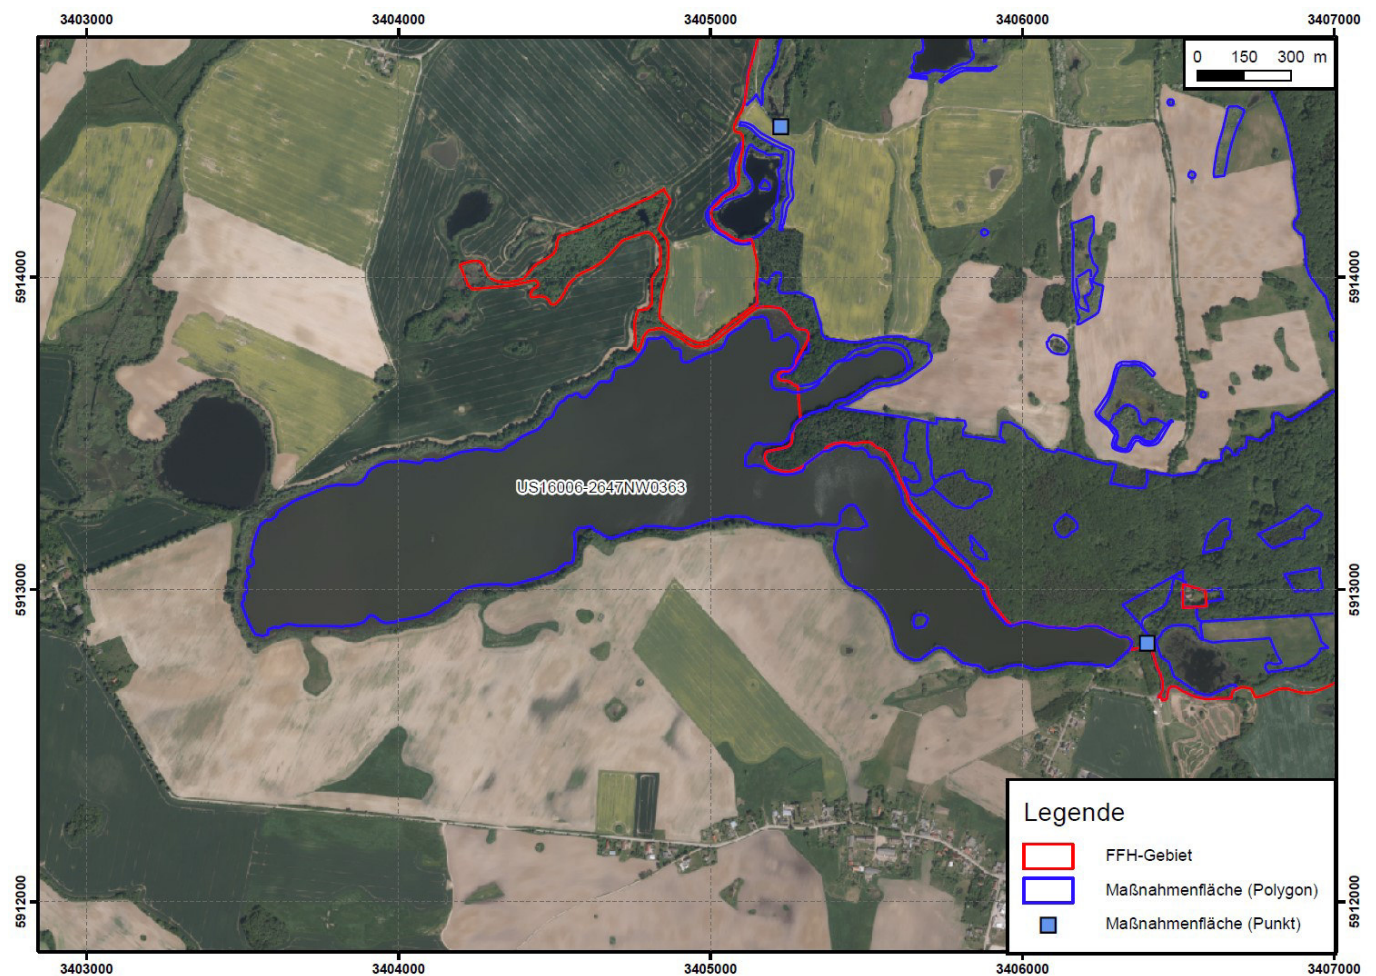 3403000 3404000 3405000 3406000 3407000
0 150 300 m
5914000 5914000
US16006-2647NW0363
5913000 5913000
Legende
FFH-Gebiet
Maßnahmenfläche (Polygon)
5912000 5912000
Maßnahmenfläche (Punkt)
3403000 3404000 3405000 3406000 3407000